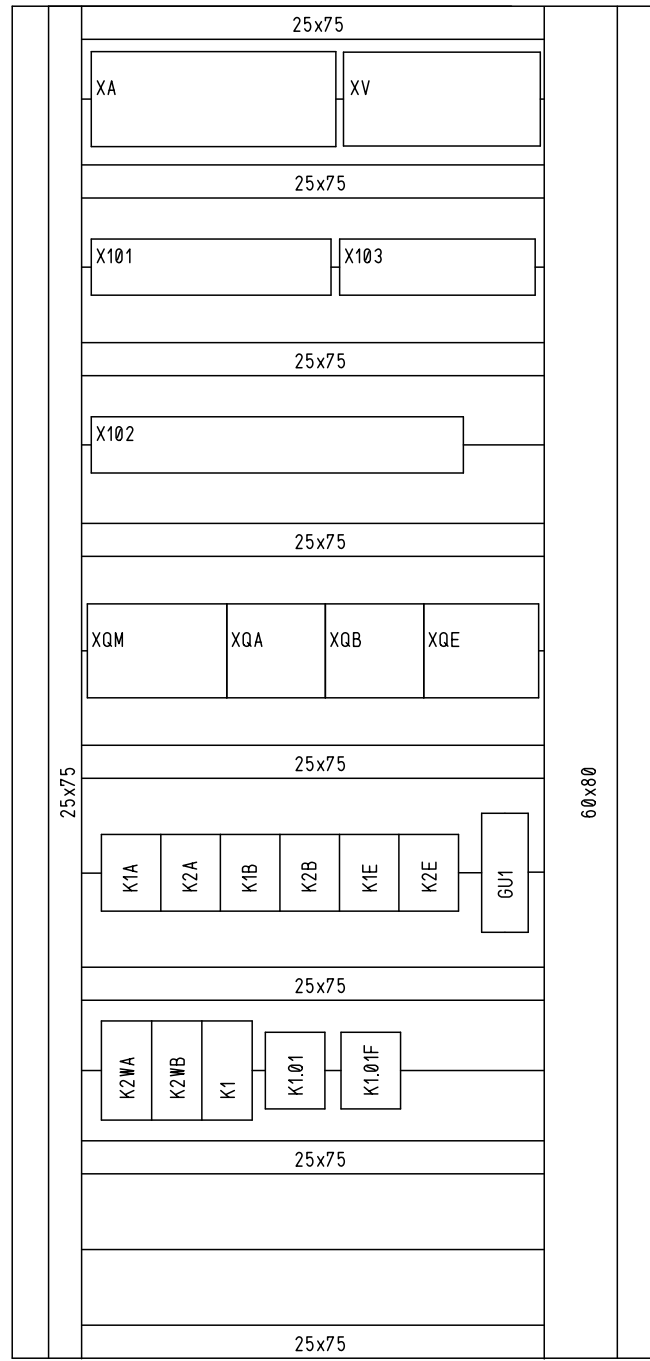 25x75
XA XV
25x75
X101 X103
25x75
X102
25x75
XQM XQA XQB XQE
25x75
25x75
60x80
K1A K2A K1B K2B K1E K2E GU1
25x75
K2WA K2WB K1 K1.01 K1.01F
25x75
25x75